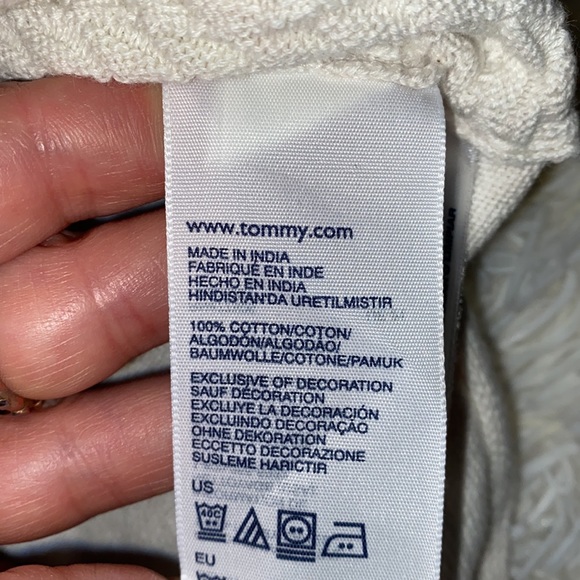 www.tommy.com
MADE IN INDIA
FABRIQUÉ EN INDE
HECHO EN INDIA
HINDISTAN'DA URETILMISTIR
100% COTTON/COTON/
ALGODÓN/ALGODÃO/
BAUMWOLLE/COTONE/PAMUK
EXCLUSIVE OF DECORATION
SAUF DÉCORATION
EXCLUYE LA DECORACIÓN
EXCLUINDO DECORAÇÃO
OHNE DEKORATION
ECCETTO DECORAZIONE
SUSLEME HARICTIR
US
40C
EU